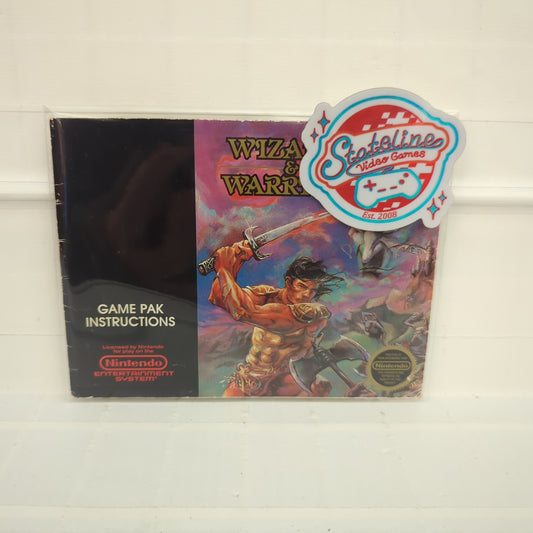 WIZA
&
WARR
Stateline
Video Games
Est. 2008
GAME PAK
INSTRUCTIONS
Licensed by Nintendo
for play on the
Nintendo
ENTERTAINMENT
SYSTEM
Nintendo